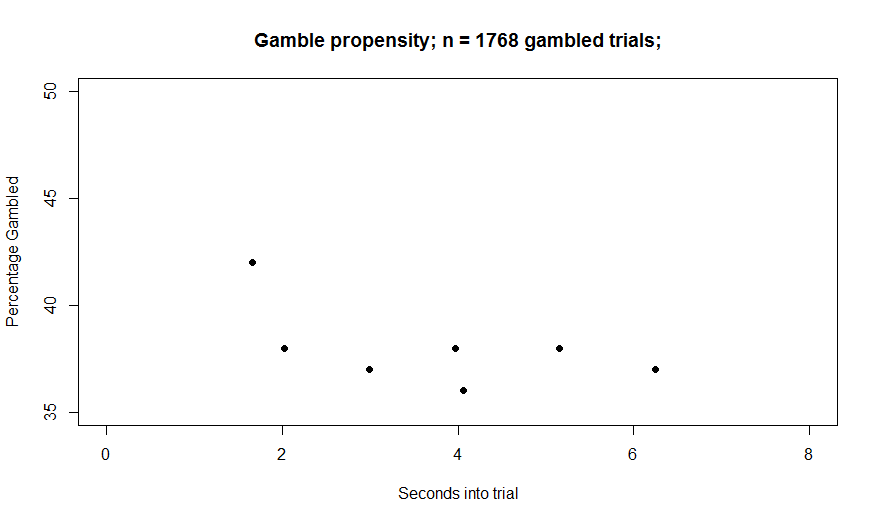 Gamble propensity; n = 1768 gambled trials;
Percentage Gambled
50
45
40
35
0 2 4 6 8
Seconds into trial